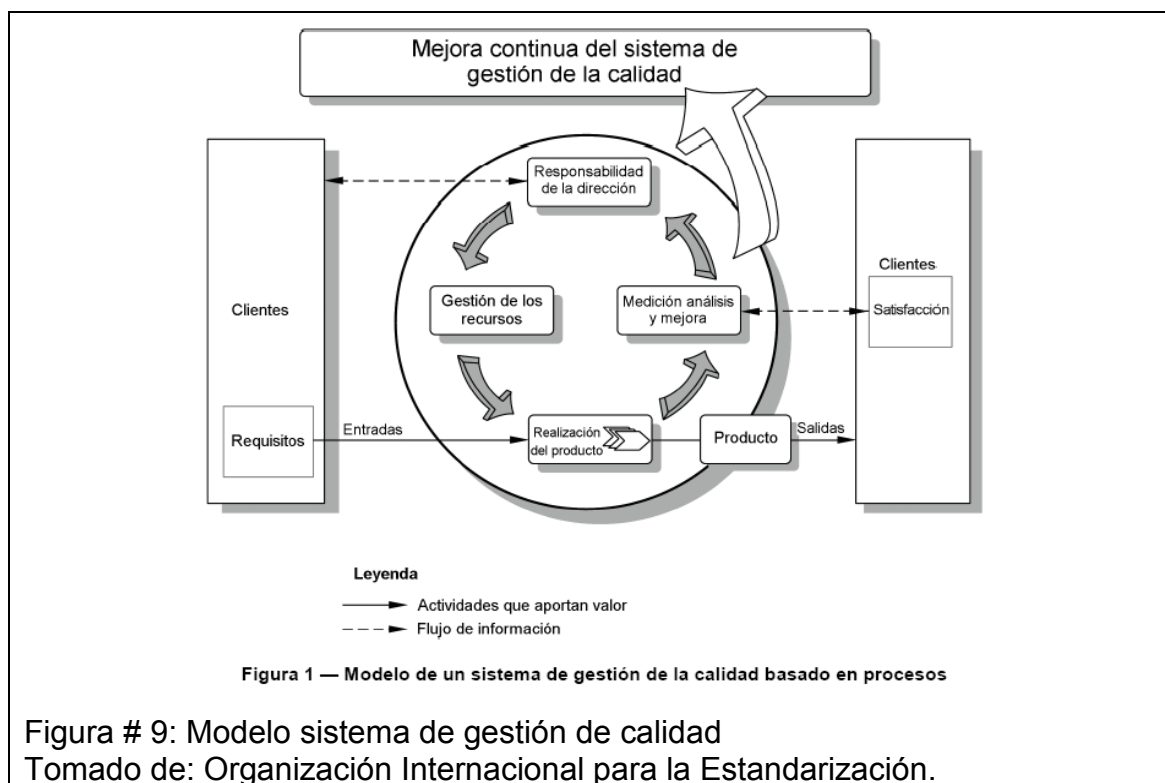 Mejora continua del sistema de
gestión de la calidad
Responsabilidad
de la dirección
Clientes
Gestión de los
recursos
Medición análisis
y mejora
Clientes
Satisfacción
Requisitos
Entradas
Realización
del producto
Producto
Salidas
Leyenda
Actividades que aportan valor
Flujo de información
Figura 1 — Modelo de un sistema de gestión de la calidad basado en procesos
Figura # 9: Modelo sistema de gestión de calidad
Tomado de: Organización Internacional para la Estandarización.